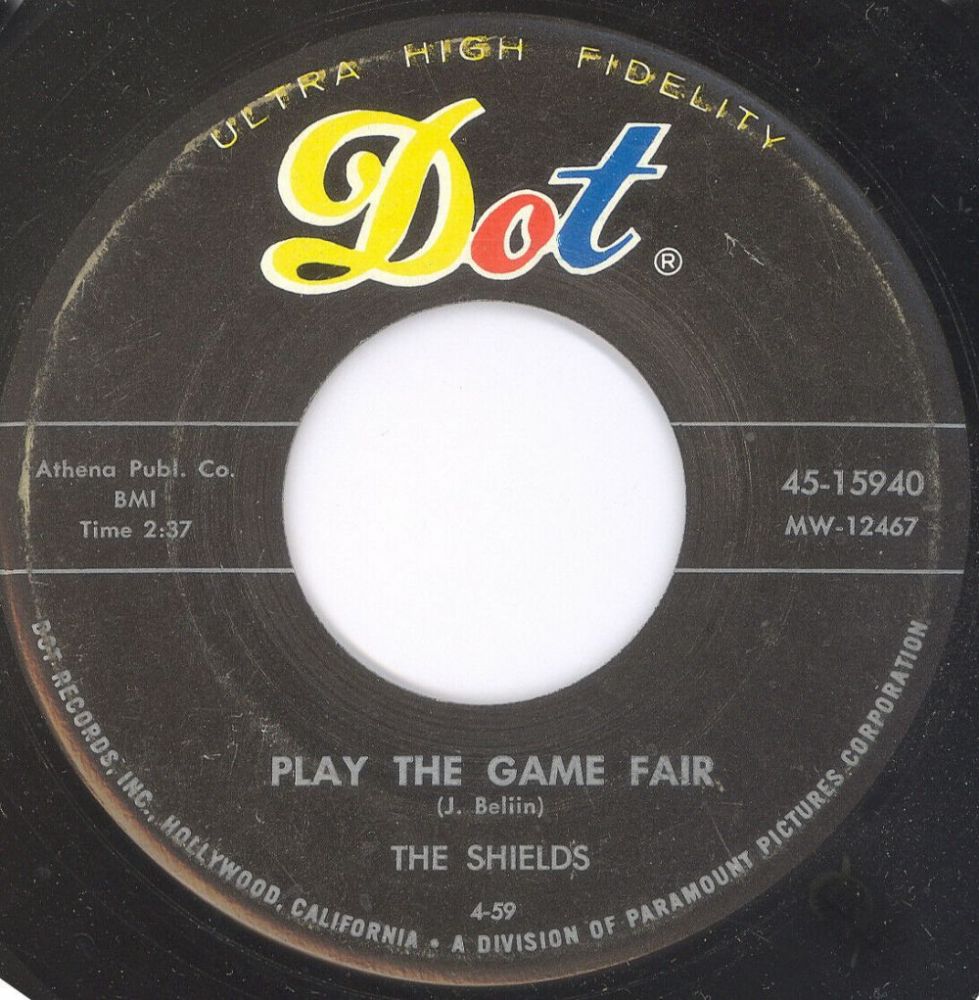 ULTRA HIGH FIDELITY
Dot®
Athena Publ. Co.
BMI
Time 2:37
45-15940
MW-12467
PLAY THE GAME FAIR
(J. Beliin)
THE SHIELDS
4-59
DOT RECORDS, INC., HOLLYWOOD, CALIFORNIA • A DIVISION OF PARAMOUNT PICTURES CORPORATION